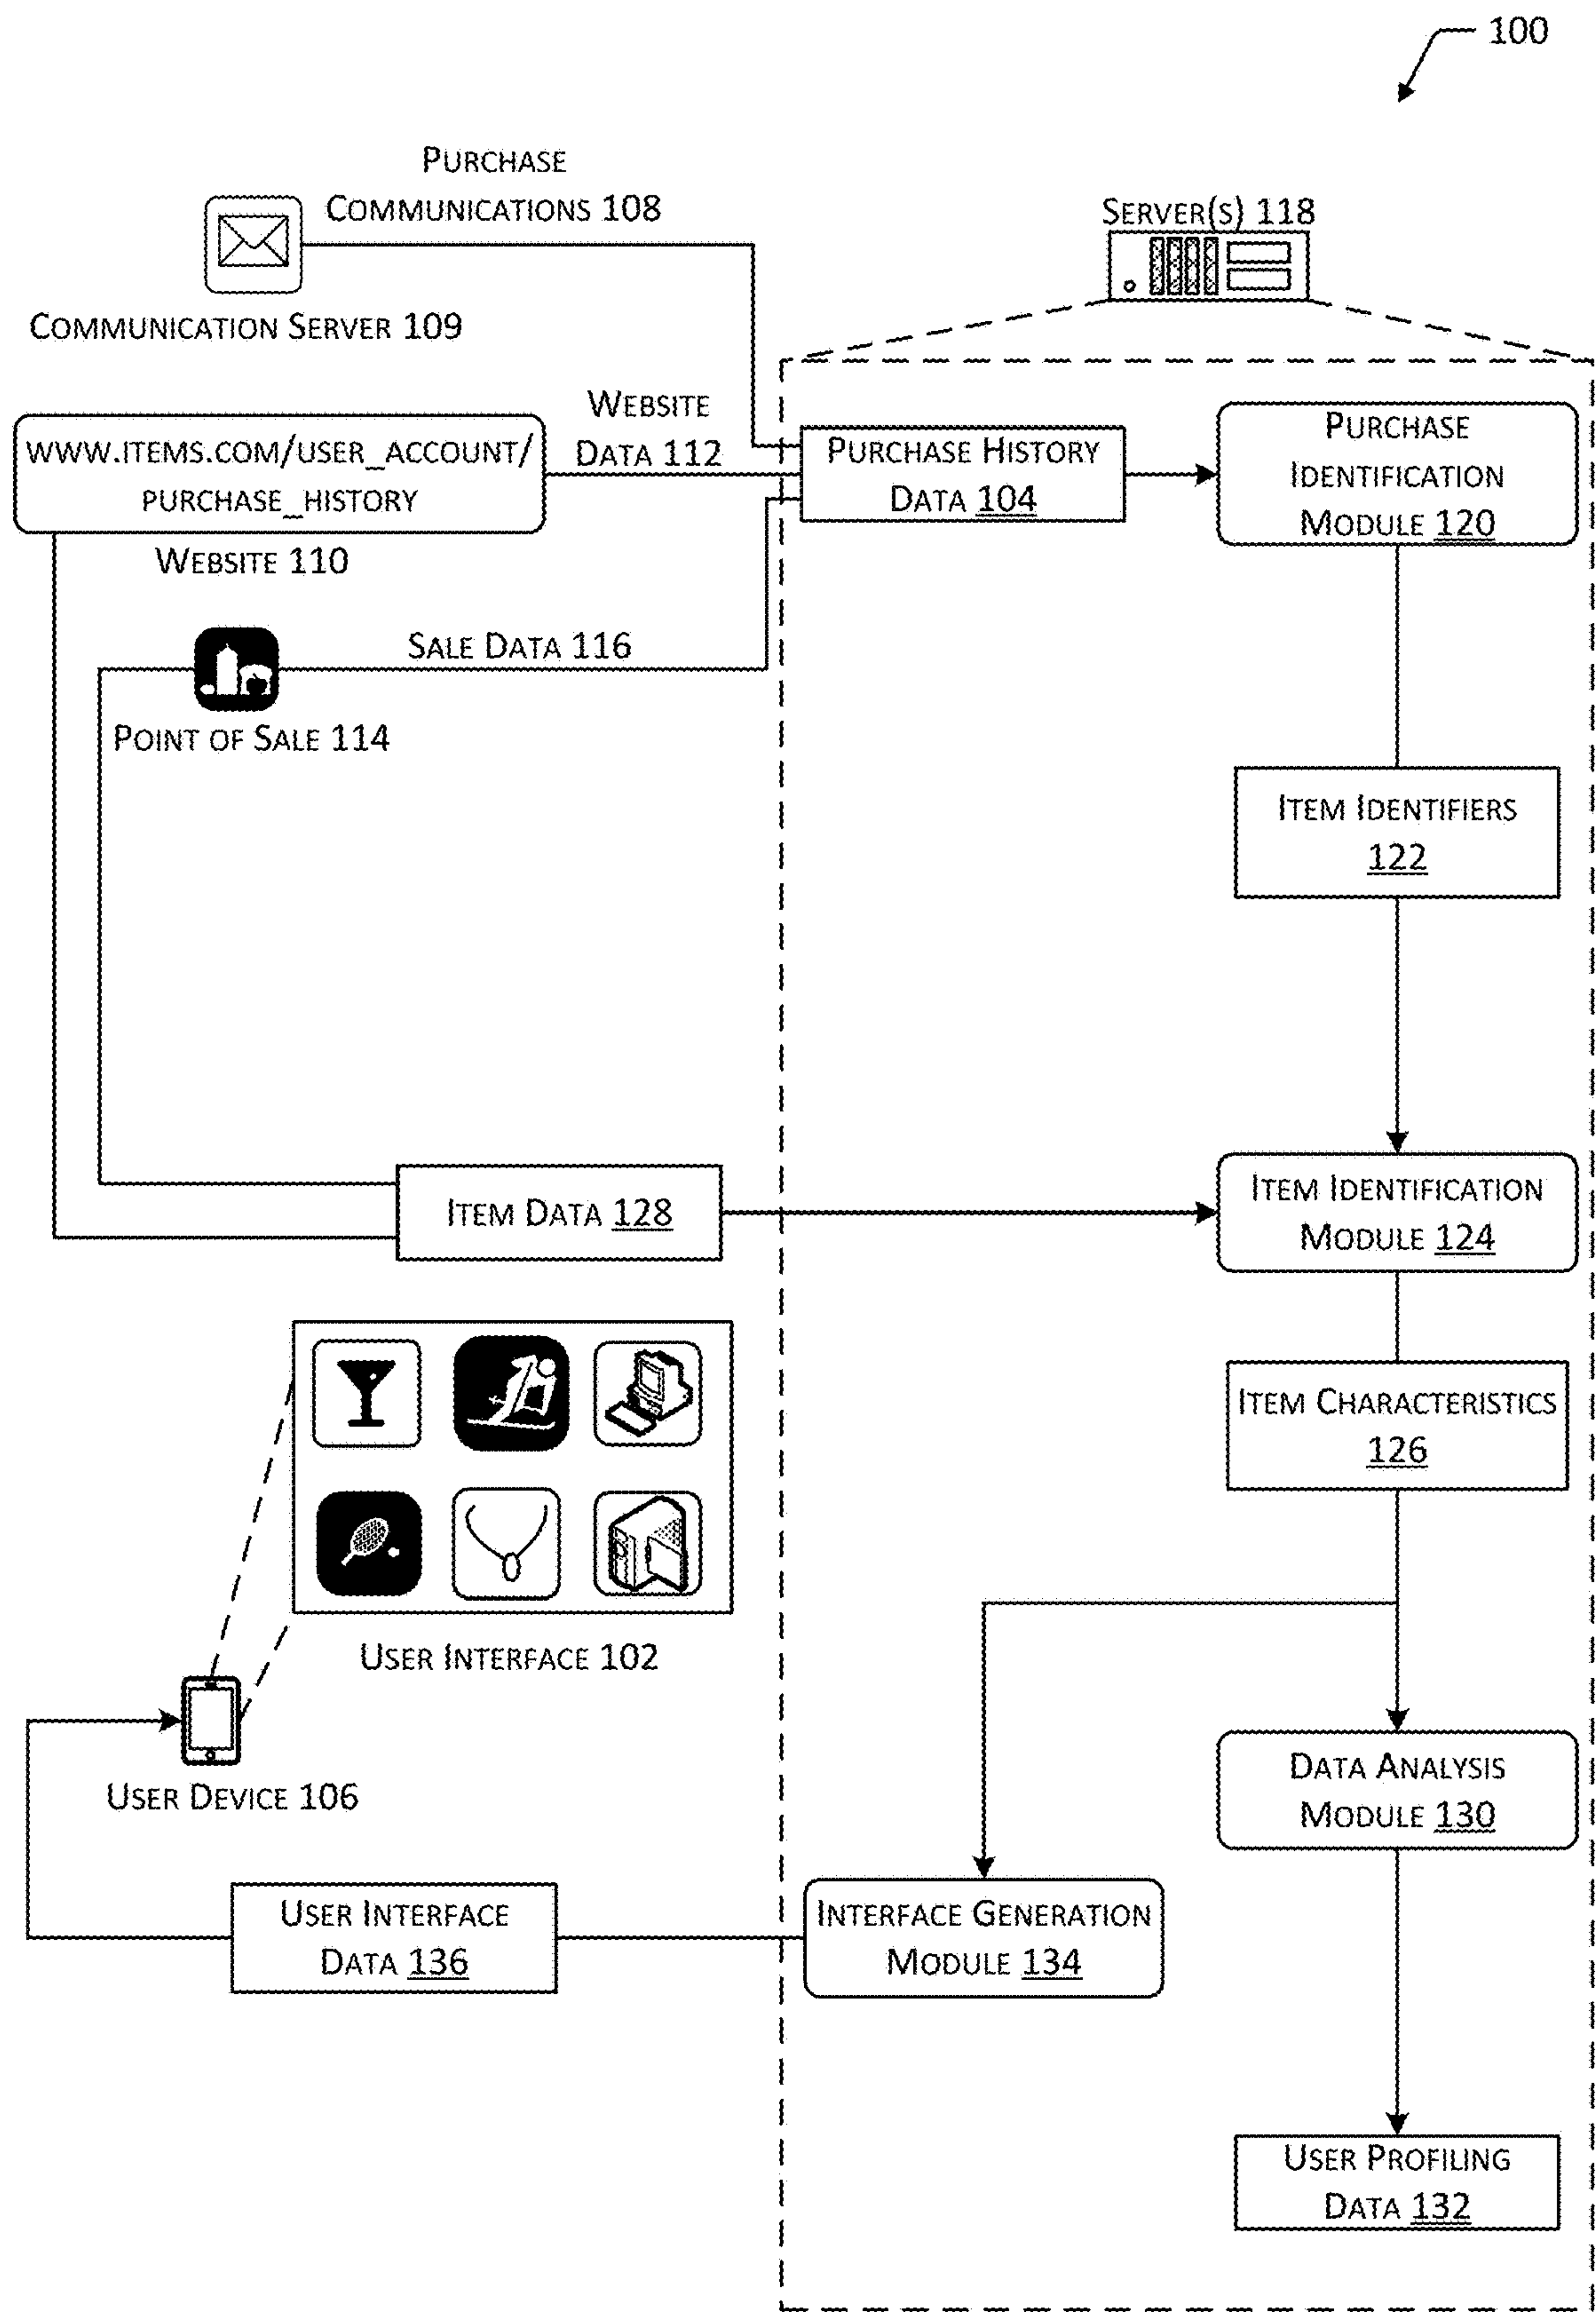 100
PURCHASE
COMMUNICATIONS 108
SERVER(S) 118
COMMUNICATION SERVER 109
WEBSITE
DATA 112
WWW.ITEMS.COM/USER_ACCOUNT/
PURCHASE_HISTORY
WEBSITE 110
PURCHASE HISTORY
DATA 104
PURCHASE
IDENTIFICATION
MODULE 120
SALE DATA 116
POINT OF SALE 114
ITEM IDENTIFIERS
122
ITEM DATA 128
ITEM IDENTIFICATION
MODULE 124
ITEM CHARACTERISTICS
126
USER INTERFACE 102
USER DEVICE 106
DATA ANALYSIS
MODULE 130
USER INTERFACE
DATA 136
INTERFACE GENERATION
MODULE 134
USER PROFILING
DATA 132